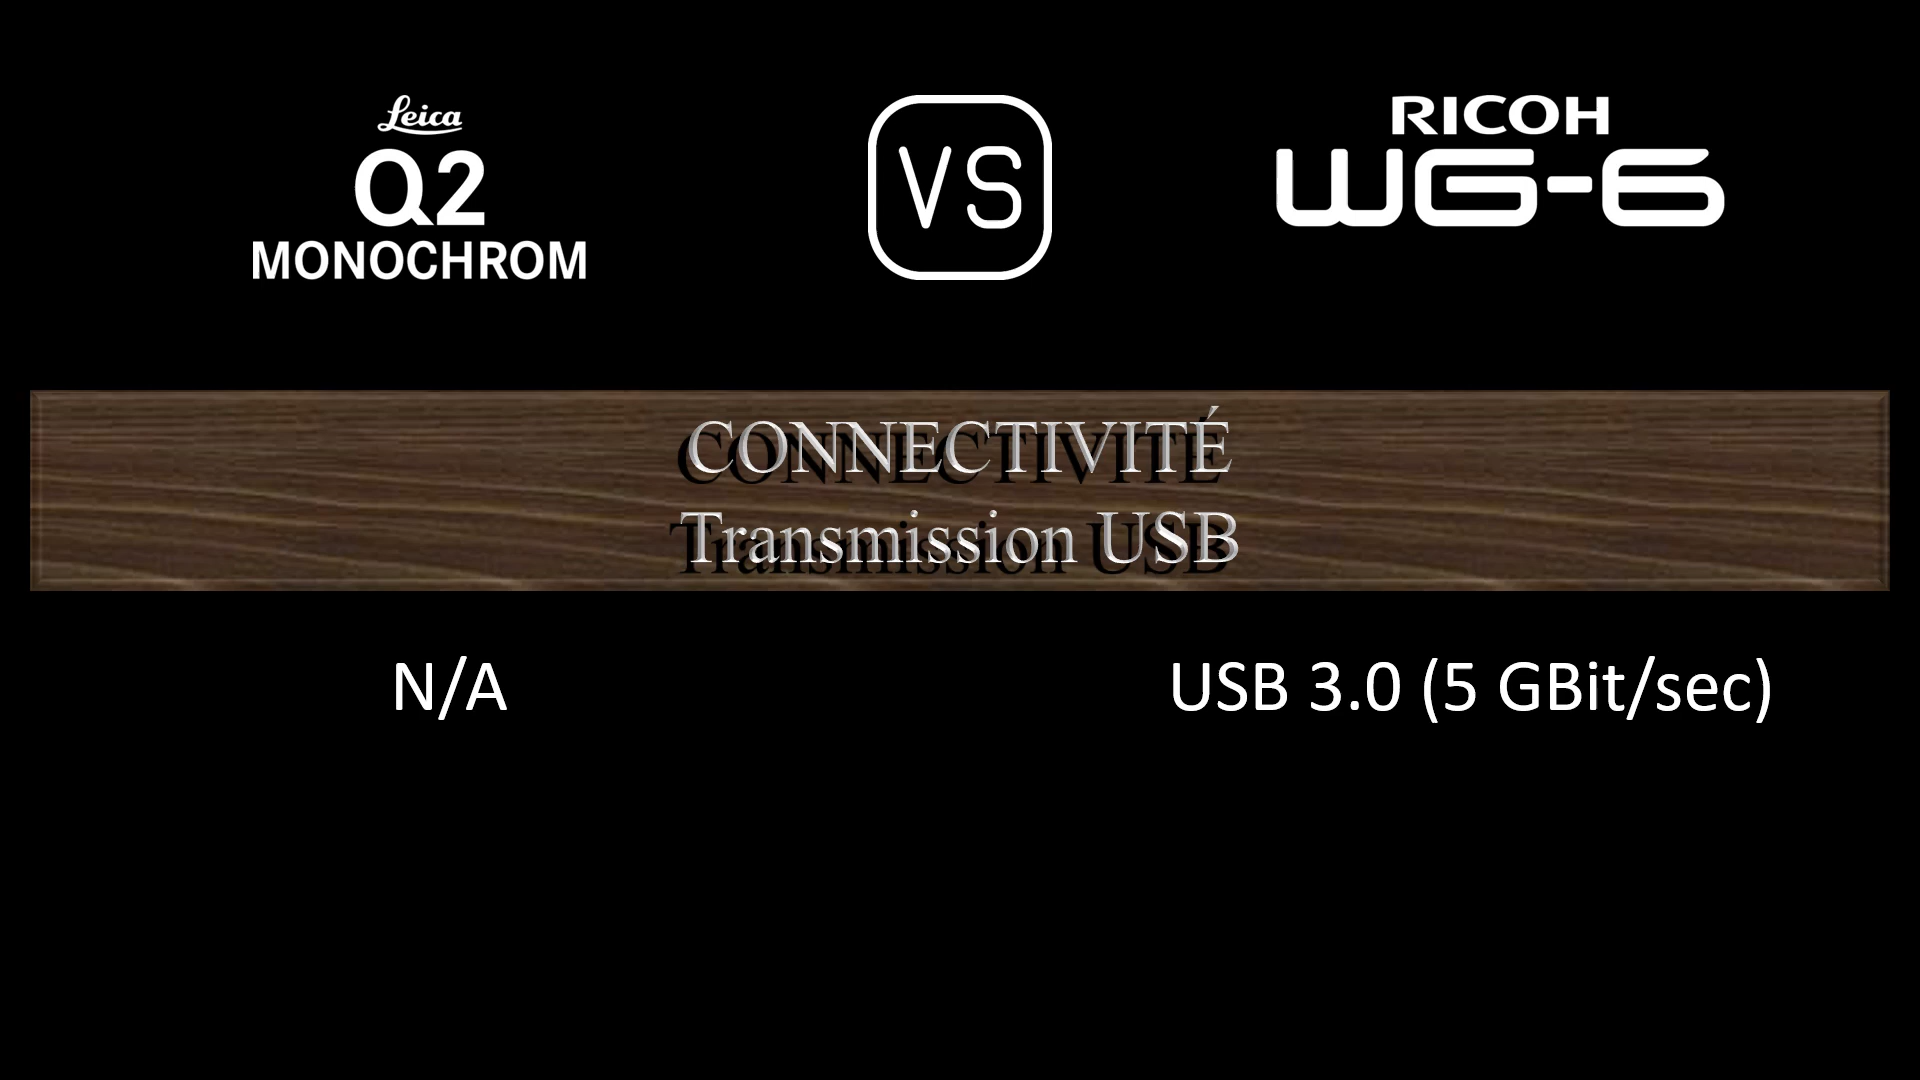 Leica
Q2
MONOCHROM
VS
RICOH
WG-6
CONNECTIVITÉ
Transmission USB
N/A
USB 3.0 (5 GBit/sec)